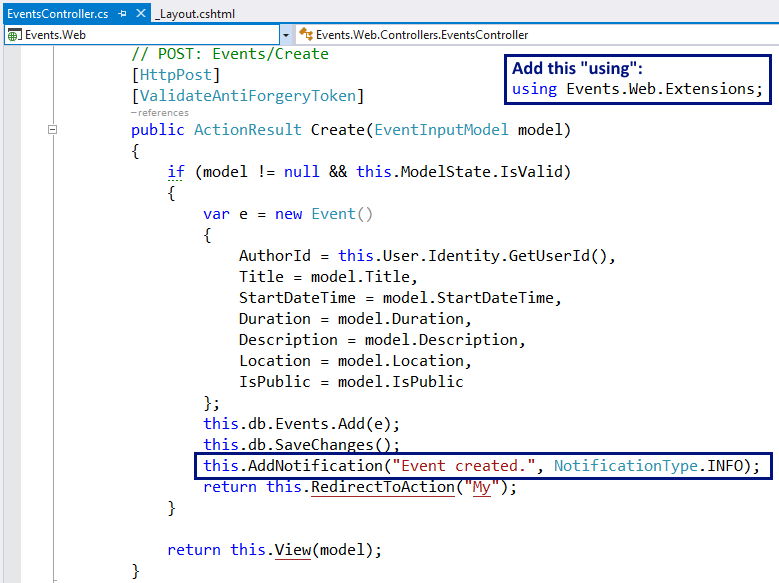 EventsController.cs
_Layout.cshtml
Events.Web
Events.Web.Controllers.EventsController
// POST: Events/Create
[HttpPost]
[ValidateAntiForgeryToken]
Add this "using":
using Events.Web.Extensions;
–references
public ActionResult Create(EventInputModel model)
{
if (model != null && this.ModelState.IsValid)
{
var e = new Event()
{
AuthorId = this.User.Identity.GetUserId(),
Title = model.Title,
StartDateTime = model.StartDateTime,
Duration = model.Duration,
Description = model.Description,
Location = model.Location,
IsPublic = model.IsPublic
};
this.db.Events.Add(e);
this.db.SaveChanges();
this.AddNotification("Event created.", NotificationType.INFO);
return this.RedirectToAction("My");
}
return this.View(model);
}